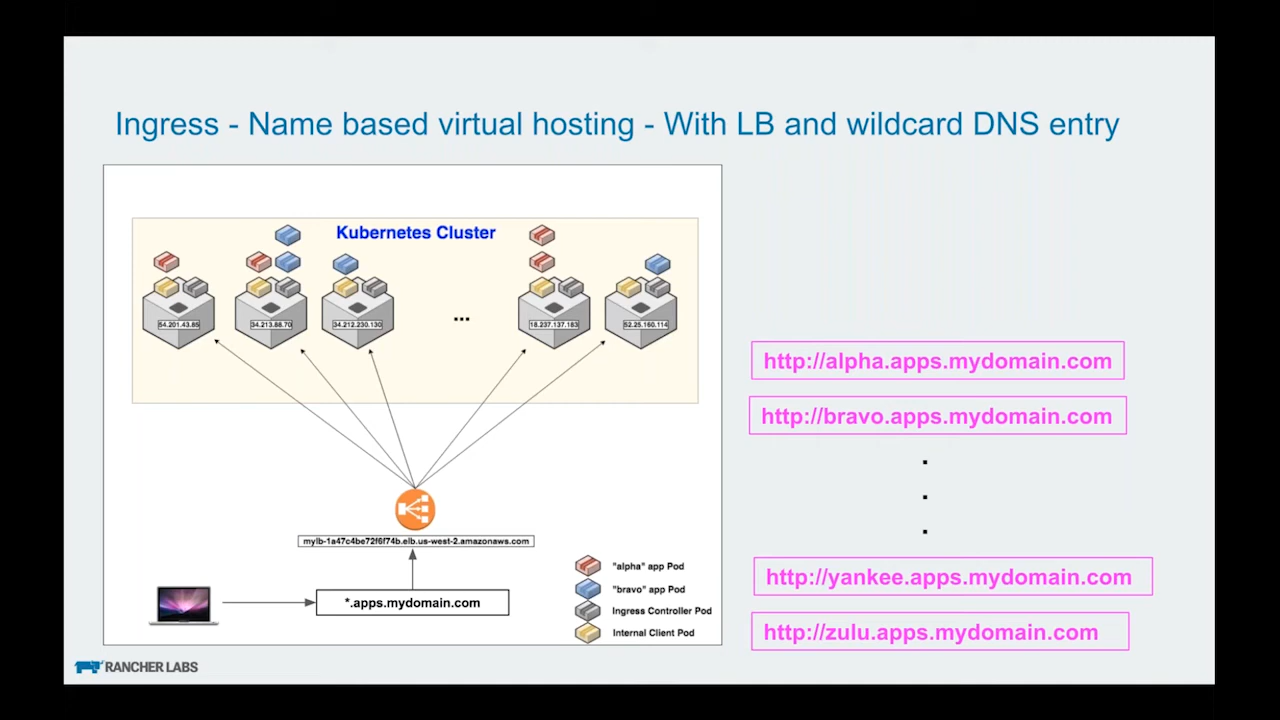 Ingress - Name based virtual hosting - With LB and wildcard DNS entry
Kubernetes Cluster
54.201.43.85
34.213.88.70
34.212.230.130
...
18.237.137.183
52.25.160.114
mylb-1a47c4be72f6f74b.elb.us-west-2.amazonaws.com
*.apps.mydomain.com
"alpha" app Pod
"bravo" app Pod
Ingress Controller Pod
Internal Client Pod
http://alpha.apps.mydomain.com
http://bravo.apps.mydomain.com
.
.
.
http://yankee.apps.mydomain.com
http://zulu.apps.mydomain.com
RANCHER LABS